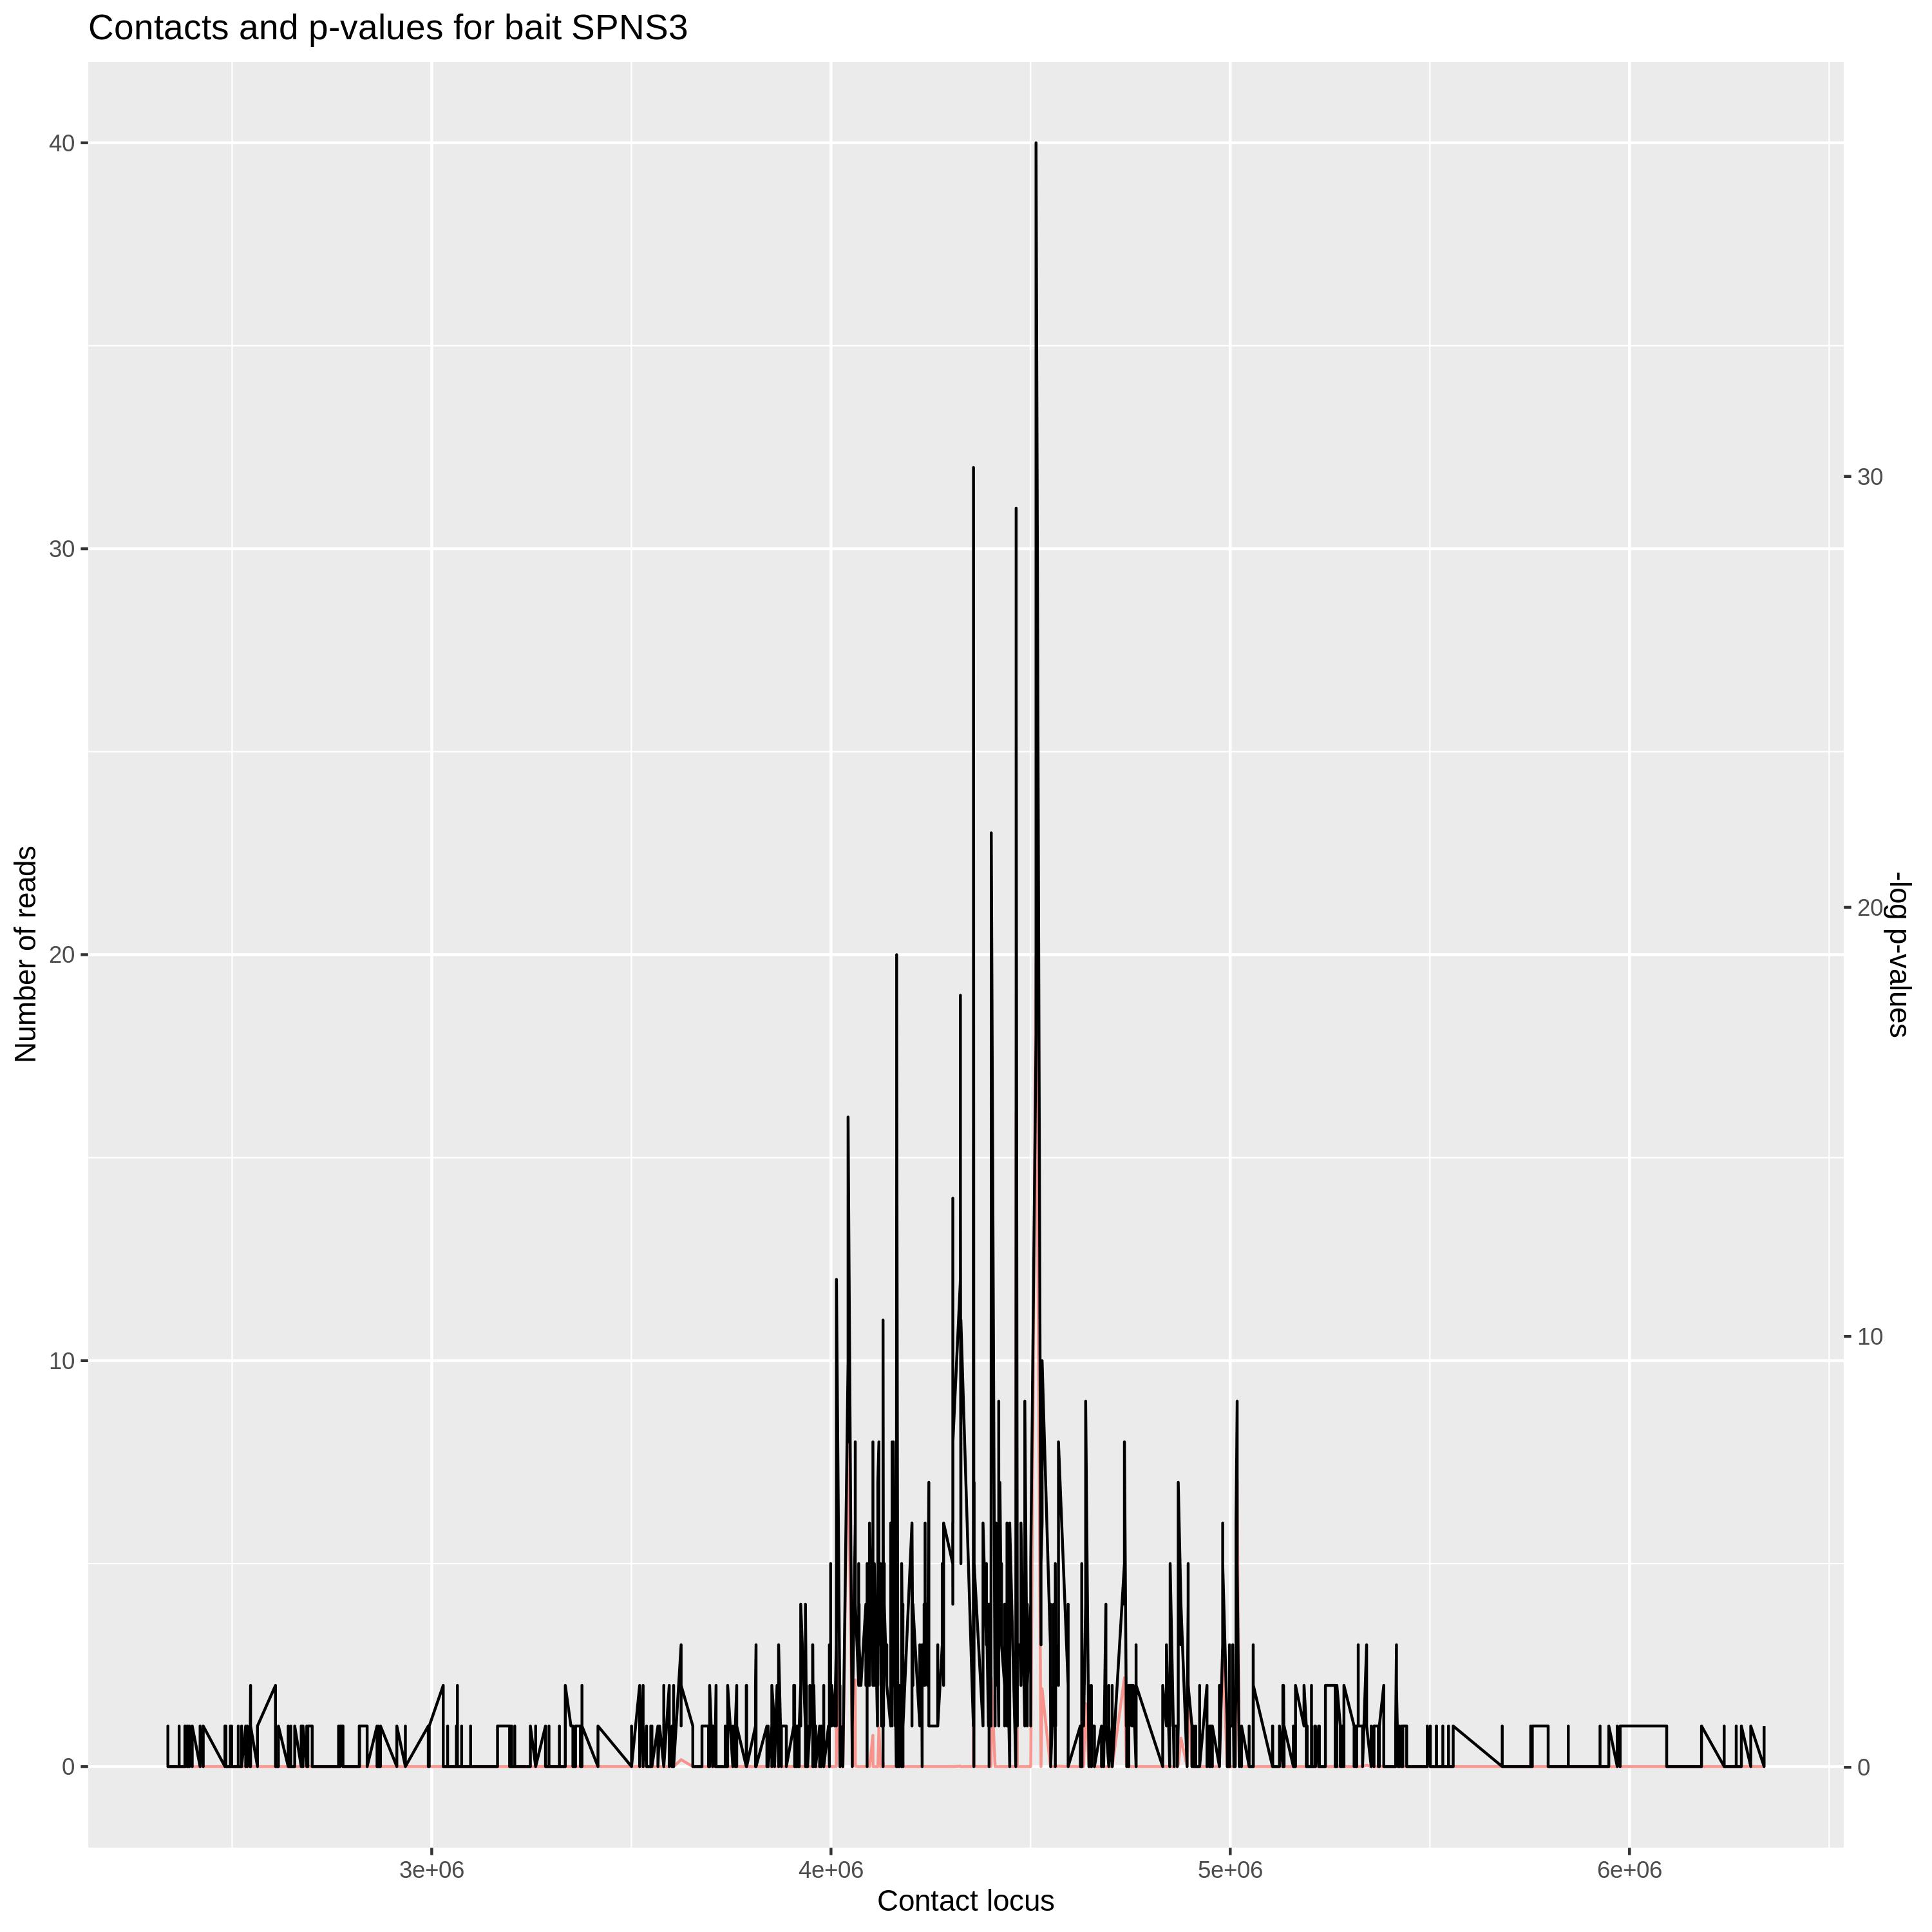 Contacts and p-values for bait SPNS3
40
30
20
10
0
Number of reads
30
20
10
0
-log p-values
3e+06
4e+06
5e+06
6e+06
Contact locus